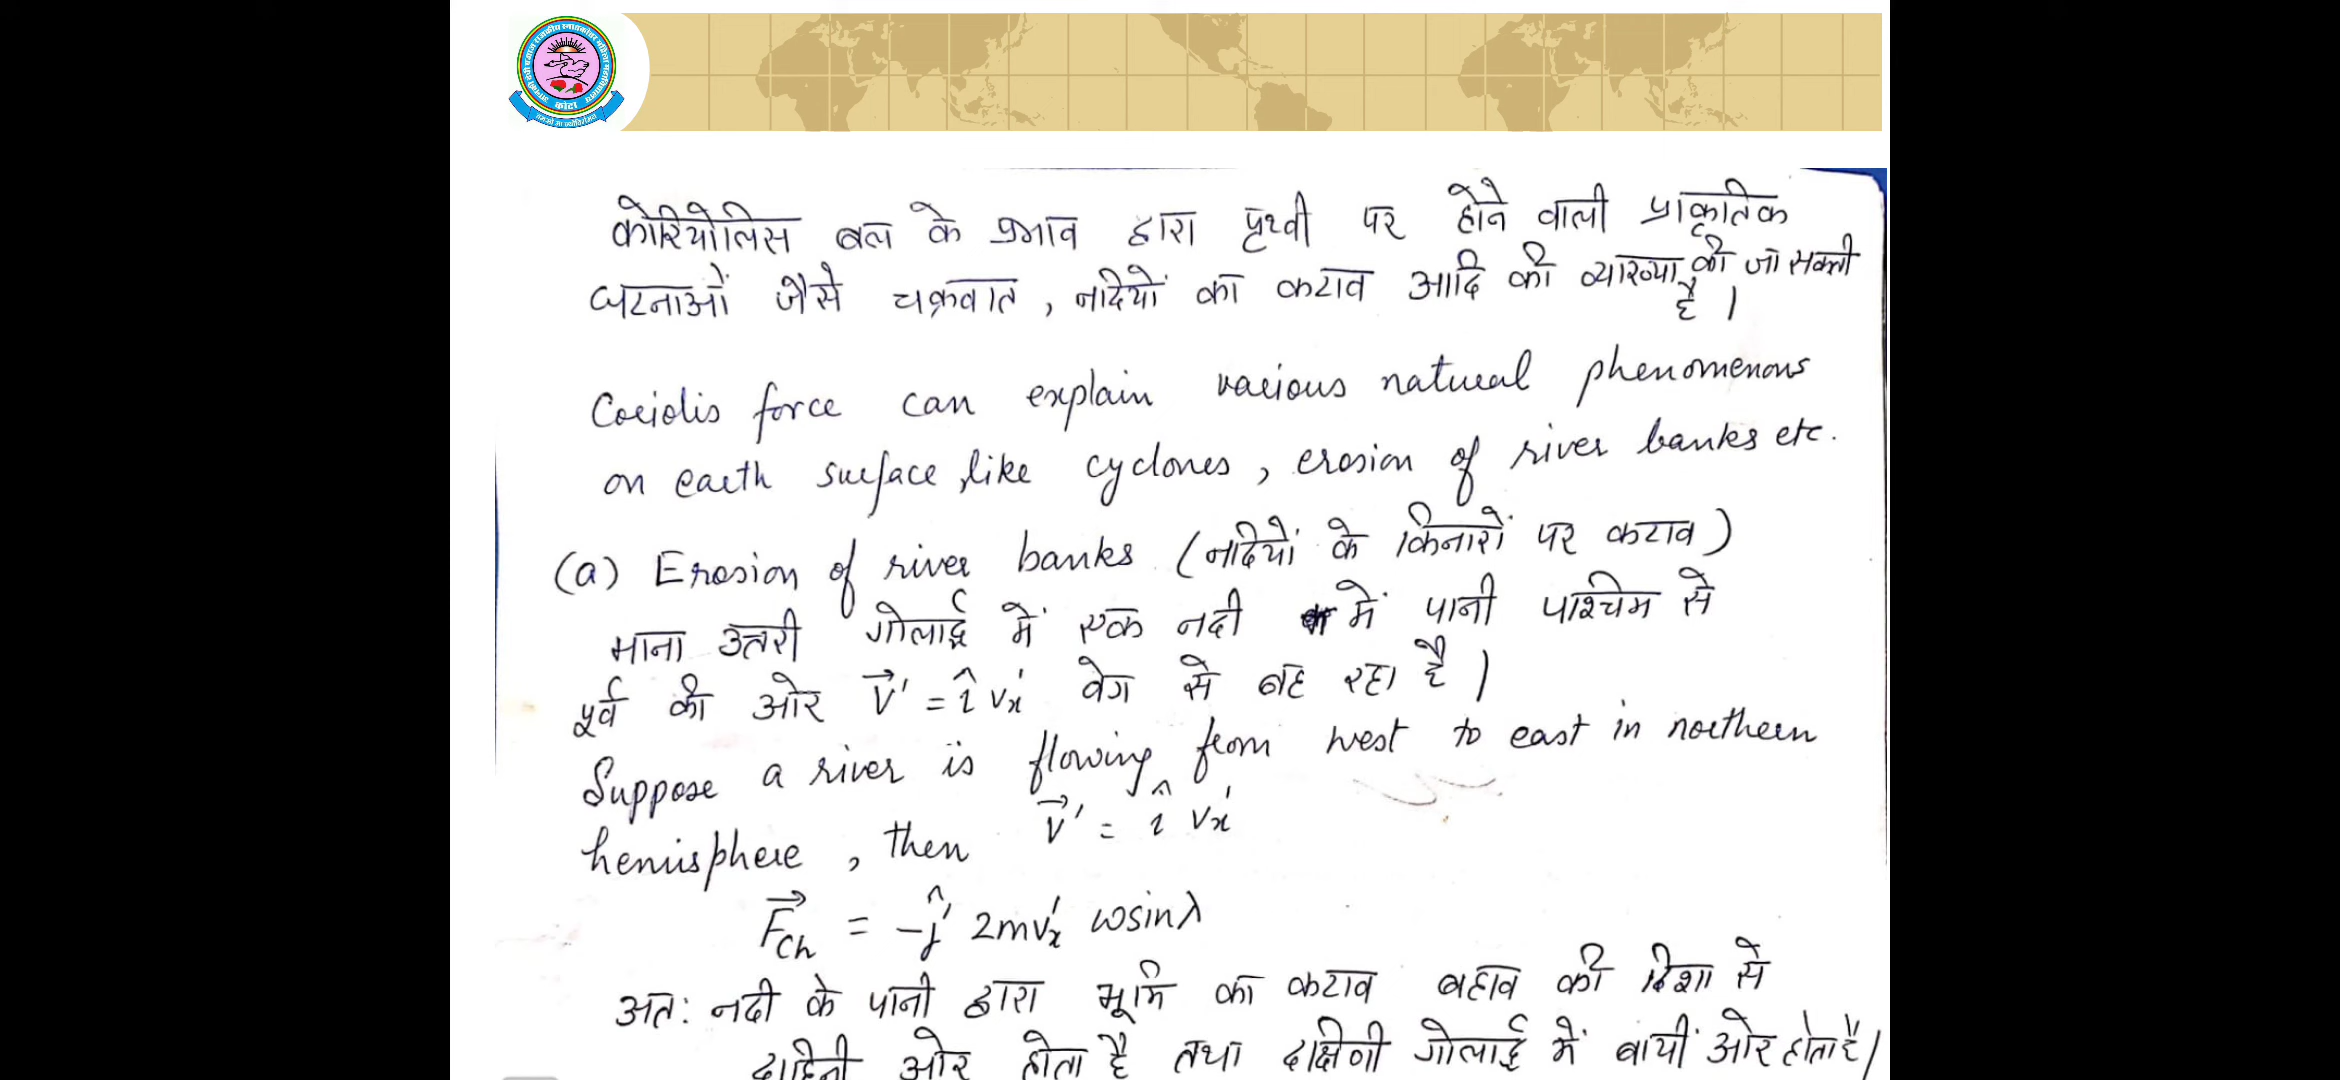 कोटा
कोरियोलिस बल के प्रभाव द्वारा पृथ्वी पर होने वाली प्राकृतिक
घटनाओं जैसे चक्रवात , नदियों का कटाव आदि की व्याख्या की जा सकती
है ।
Coriolis force can explain various natural phenomenons
on earth surface, like cyclones , erosion of river banks etc.
(a) Erosion of river banks (नदियों के किनारों पर कटाव)
माना उत्तरी गोलार्द्ध में एक नदी में पानी पश्चिम से
पूर्व की ओर V⃗' = î vx' वेग से बह रहा है ।
Suppose a river is flowing from west to east in northern
hemisphere , then V⃗' = î vx'
F⃗Ch = -ĵ' 2mvx' ωsinλ
अतः नदी के पानी द्वारा भूमि का कटाव बहाव की दिशा से
दाहिनी ओर होता है तथा दक्षिणी गोलार्द्ध में बायीं ओर होता है।